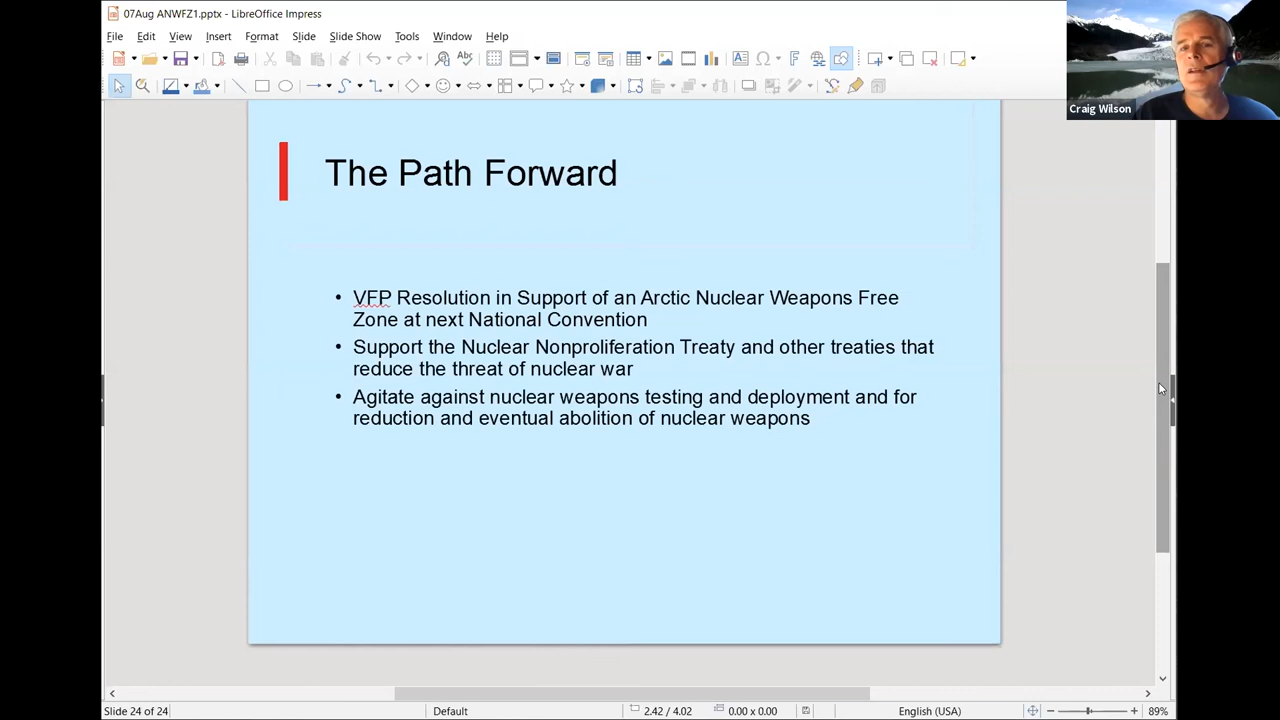 07Aug ANWFZ1.pptx - LibreOffice Impress
File Edit View Insert Format Slide Slide Show Tools Window Help
Craig Wilson
The Path Forward
• VFP Resolution in Support of an Arctic Nuclear Weapons Free
Zone at next National Convention
• Support the Nuclear Nonproliferation Treaty and other treaties that
reduce the threat of nuclear war
• Agitate against nuclear weapons testing and deployment and for
reduction and eventual abolition of nuclear weapons
Slide 24 of 24 Default 2.42 / 4.02 0.00 x 0.00 English (USA) 89%